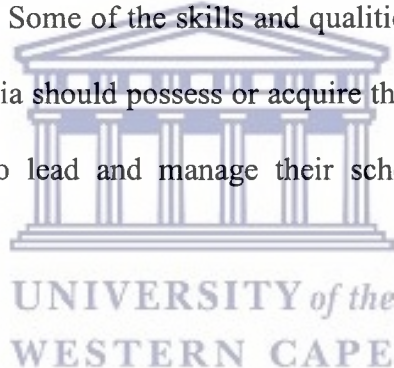 Some of the skills and qualitie
ia should possess or acquire th
o lead and manage their sch
UNIVERSITY of the
WESTERN CAPE